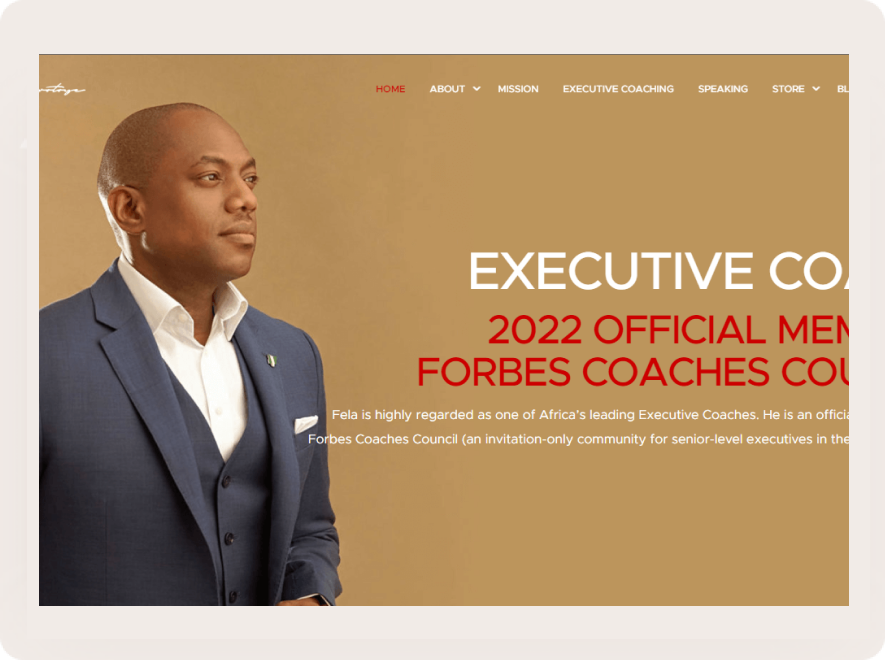 HOME ABOUT MISSION EXECUTIVE COACHING SPEAKING STORE BL
EXECUTIVE COA
2022 OFFICIAL MEM
FORBES COACHES COU
Fela is highly regarded as one of Africa's leading Executive Coaches. He is an officia
Forbes Coaches Council (an invitation-only community for senior-level executives in the